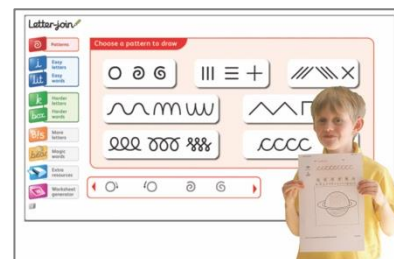 Letter-join
Choose a pattern to draw
Patterns
Easy
letters
Easy
words
Harder
letters
Harder
words
More
letters
Magic
words
Extra
resources
Worksheet
generator